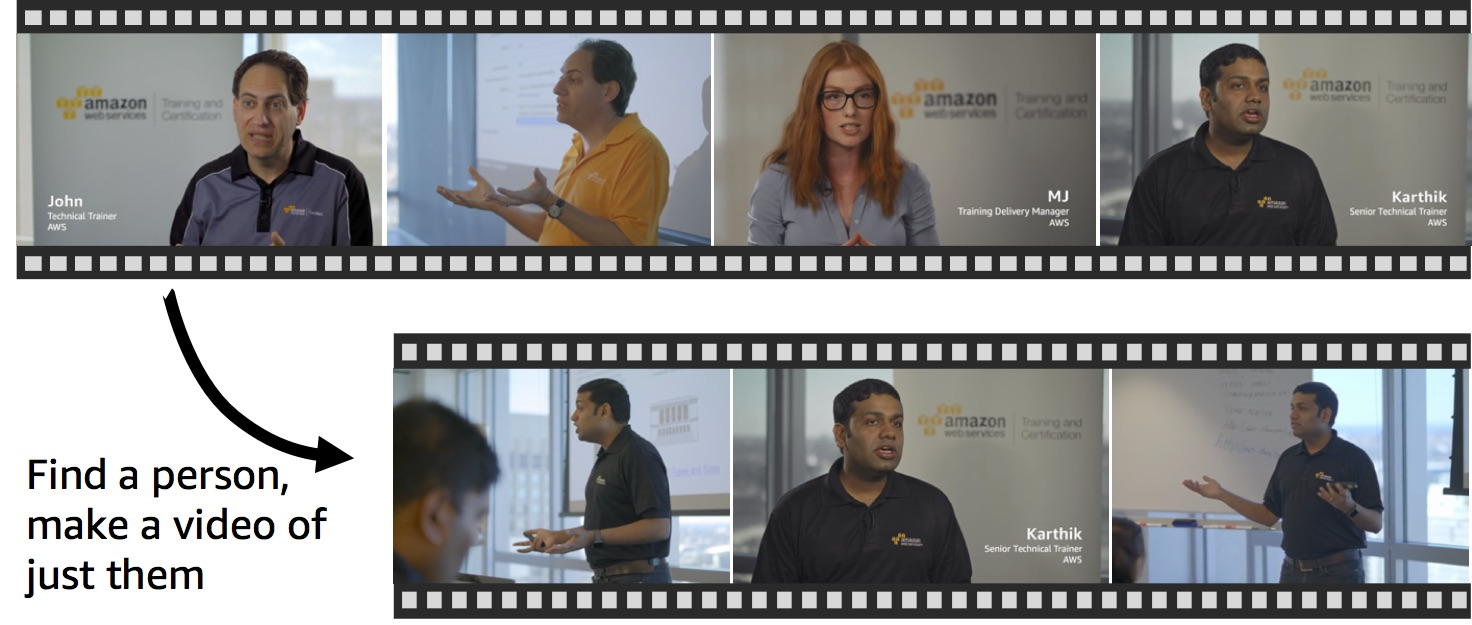 amazon
web services
Training and
Certification
John
Technical Trainer
AWS
amazon
web services
Training and
Certification
MJ
Training Delivery Manager
AWS
amazon
web services
Training and
Certification
Karthik
Senior Technical Trainer
AWS
Find a person,
make a video of
just them
amazon
web services
Training and
Certification
Karthik
Senior Technical Trainer
AWS